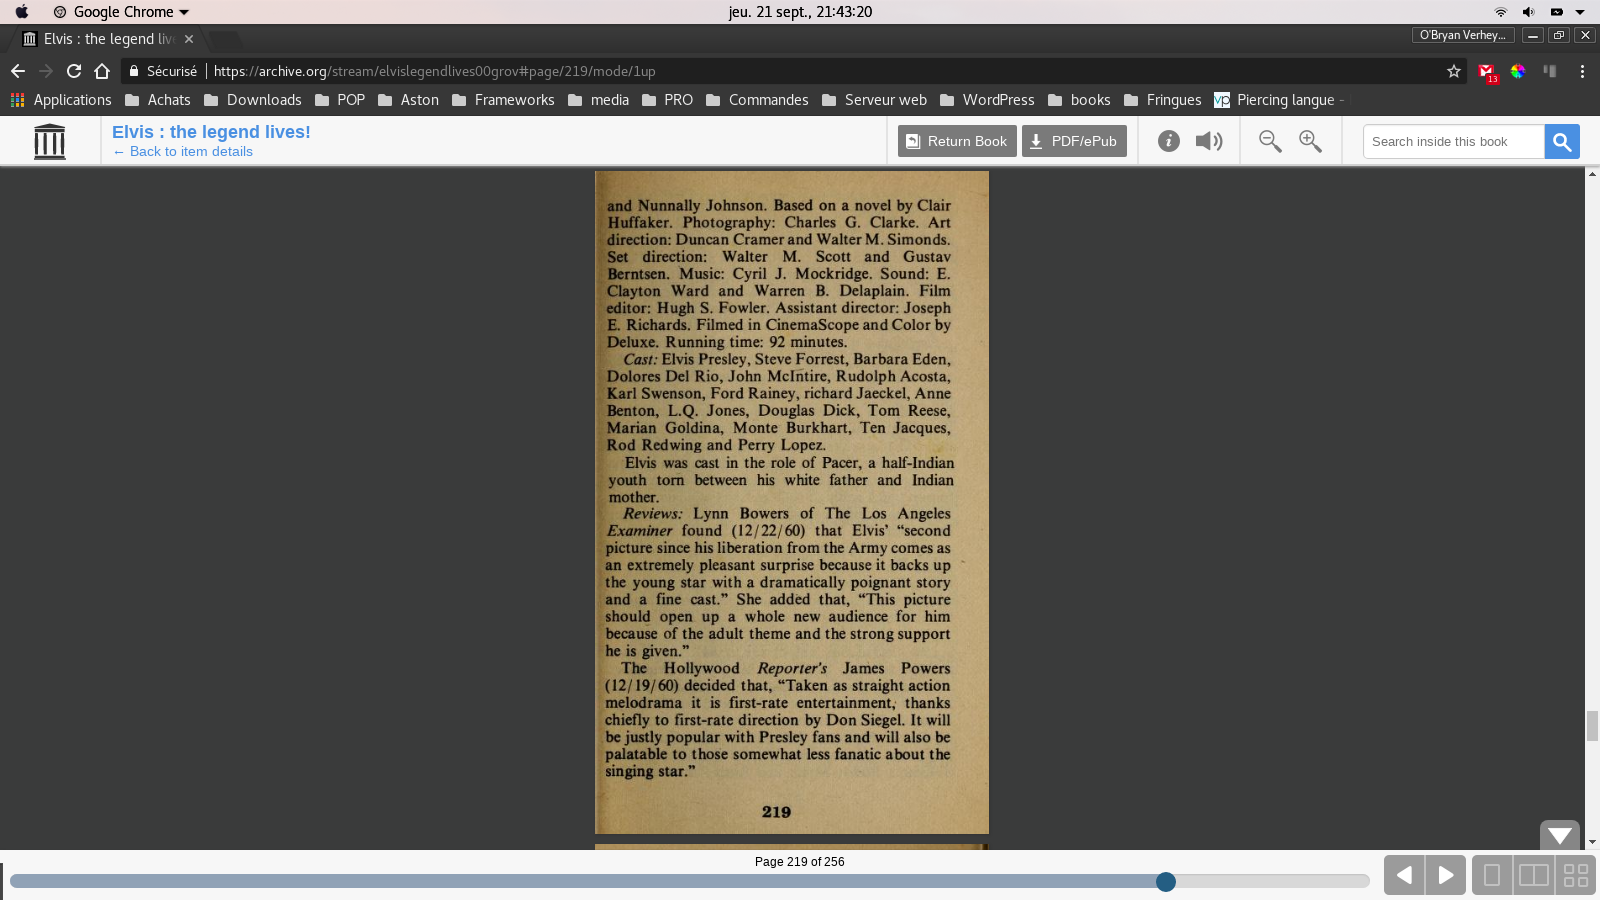 Google Chrome
jeu. 21 sept., 21:43:20
Elvis : the legend live
O'Bryan Verhey...
Sécurisé
https://archive.org/stream/elvislegendlives00grov#page/219/mode/1up
13
Applications Achats Downloads POP Aston Frameworks media PRO Commandes Serveur web WordPress books Fringues Piercing langue -
Elvis : the legend lives!
← Back to item details
Return Book
PDF/ePub
Search inside this book
and Nunnally Johnson. Based on a novel by Clair
Huffaker. Photography: Charles G. Clarke. Art
direction: Duncan Cramer and Walter M. Simonds.
Set direction: Walter M. Scott and Gustav
Berntsen. Music: Cyril J. Mockridge. Sound: E.
Clayton Ward and Warren B. Delaplain. Film
editor: Hugh S. Fowler. Assistant director: Joseph
E. Richards. Filmed in CinemaScope and Color by
Deluxe. Running time: 92 minutes.
Cast: Elvis Presley, Steve Forrest, Barbara Eden,
Dolores Del Rio, John McIntire, Rudolph Acosta,
Karl Swenson, Ford Rainey, richard Jaeckel, Anne
Benton, L.Q. Jones, Douglas Dick, Tom Reese,
Marian Goldina, Monte Burkhart, Ten Jacques,
Rod Redwing and Perry Lopez.
Elvis was cast in the role of Pacer, a half-Indian
youth torn between his white father and Indian
mother.
Reviews: Lynn Bowers of The Los Angeles
Examiner found (12/22/60) that Elvis’ “second
picture since his liberation from the Army comes as
an extremely pleasant surprise because it backs up
the young star with a dramatically poignant story
and a fine cast.” She added that, “This picture
should open up a whole new audience for him
because of the adult theme and the strong support
he is given.”
The Hollywood Reporter's James Powers
(12/19/60) decided that, “Taken as straight action
melodrama it is first-rate entertainment, thanks
chiefly to first-rate direction by Don Siegel. It will
be justly popular with Presley fans and will also be
palatable to those somewhat less fanatic about the
singing star.”
219
Page 219 of 256